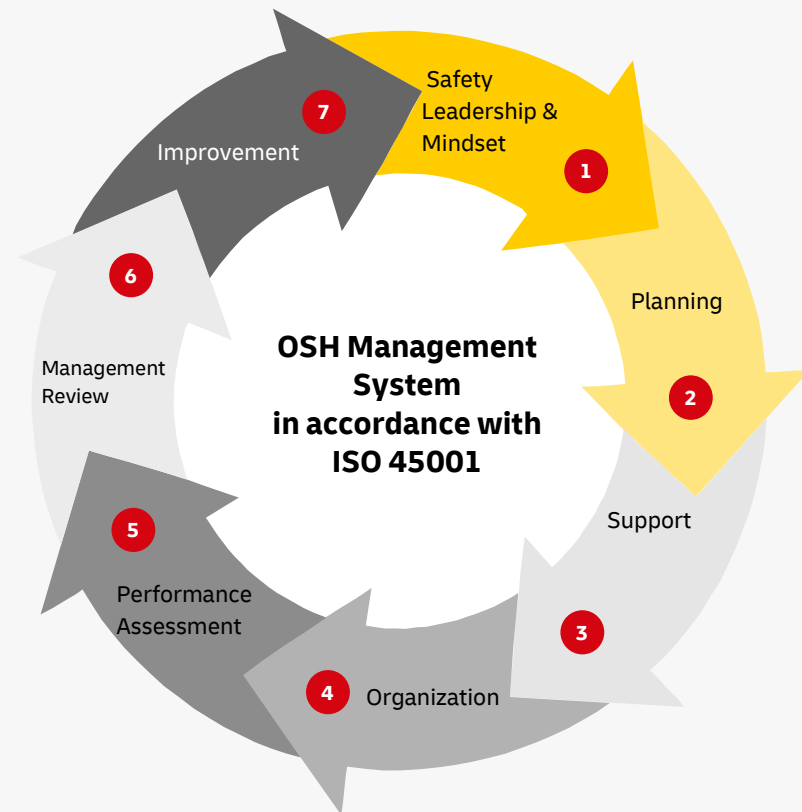 Safety
Leadership &
Mindset
1
Planning
2
Support
3
Organization
4
Performance
Assessment
5
Management
Review
6
Improvement
7
OSH Management
System
in accordance with
ISO 45001